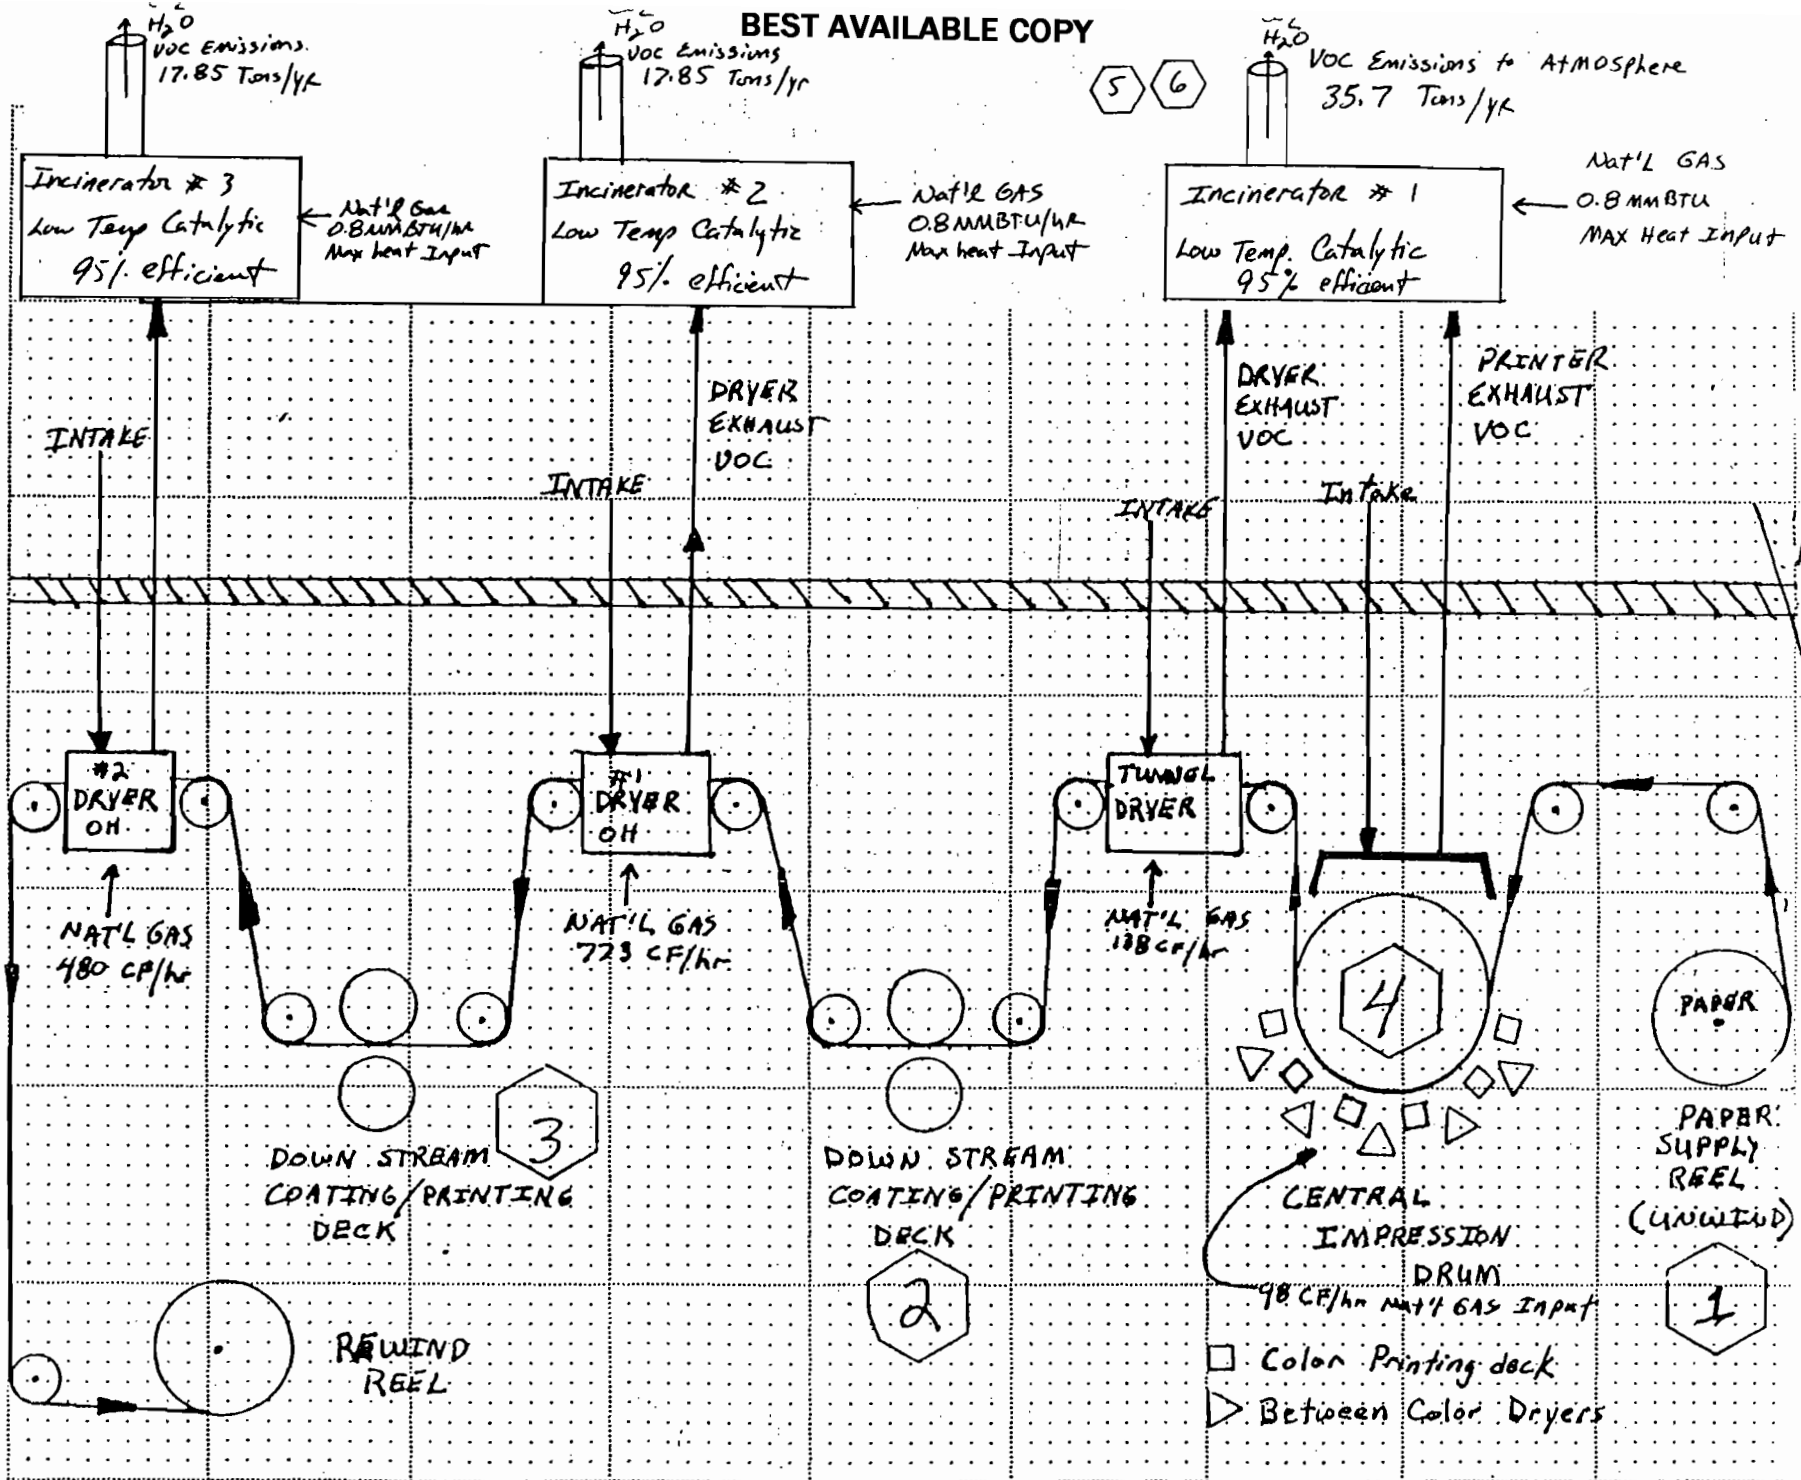 BEST AVAILABLE COPY
H2O
VOC Emissions.
17.85 Tons/yr
H2O
VOC Emissions
17.85 Tons/yr
5
6
H2O
VOC Emissions to Atmosphere
35.7 Tons/yr
Incinerator # 3
Low Temp Catalytic
95% efficient
Nat'l Gas
0.8 MMBTU/hr
Max heat Input
Incinerator # 2
Low Temp Catalytic
95% efficient
Nat'l GAS
0.8 MMBTU/HR
Max heat Input
Incinerator # 1
Low Temp. Catalytic
95% efficient
Nat'L GAS
0.8 MMBTU
MAX Heat Input
INTAKE
DRYER
EXHAUST
VOC
INTAKE
DRYER
EXHAUST
VOC
PRINTER
EXHAUST
VOC
INTAKE
Intake
#2
DRYER
OH
#1
DRYER
OH
TUNNEL
DRYER
NAT'L GAS
480 CF/hr
NAT'L GAS
723 CF/hr
NAT'L GAS
138 CF/hr
4
PAPER
3
DOWN STREAM
COATING/PRINTING
DECK
DOWN STREAM
COATING/PRINTING
DECK
2
CENTRAL
IMPRESSION
DRUM
98 CF/hr Nat'l GAS Input
PAPER
SUPPLY
REEL
(UNWIND)
1
REWIND
REEL
Color Printing deck
Between Color Dryers